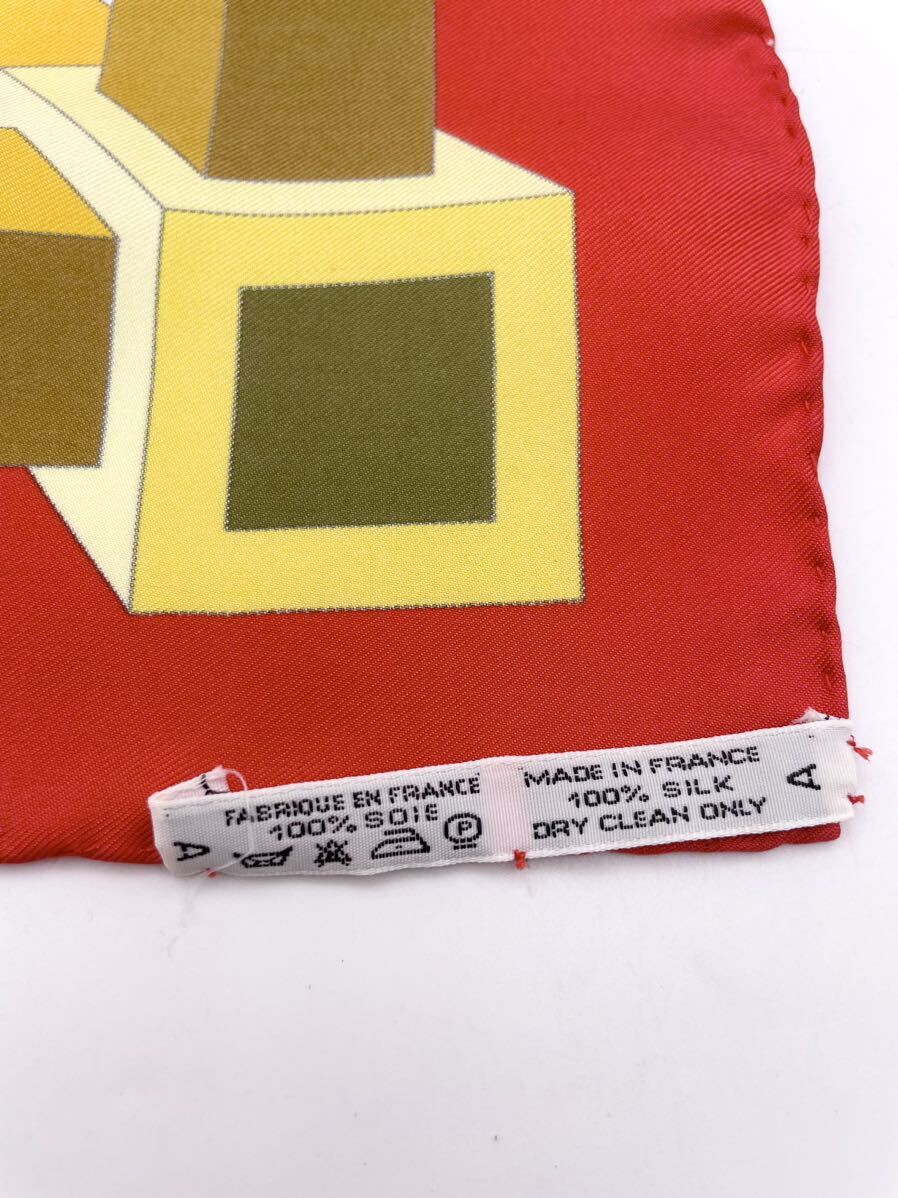 FABRIQUE EN FRANCE
100% SOIE
P
A
MADE IN FRANCE
100% SILK
DRY CLEAN ONLY
A